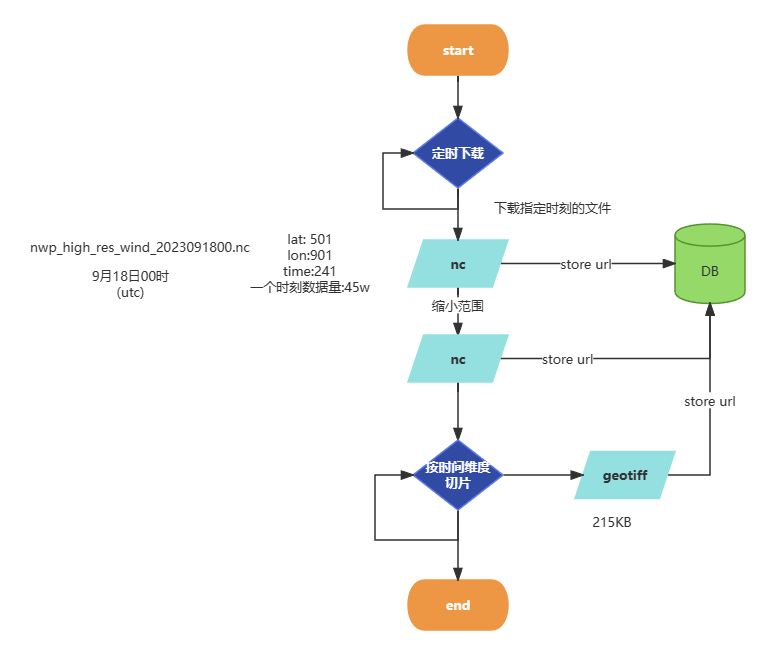 start
定时下载
下载指定时刻的文件
nwp_high_res_wind_2023091800.nc
9月18日00时
(utc)
lat: 501
lon:901
time:241
一个时刻数据量:45w
nc
store url
DB
缩小范围
nc
store url
store url
按时间维度
切片
geotiff
215KB
end